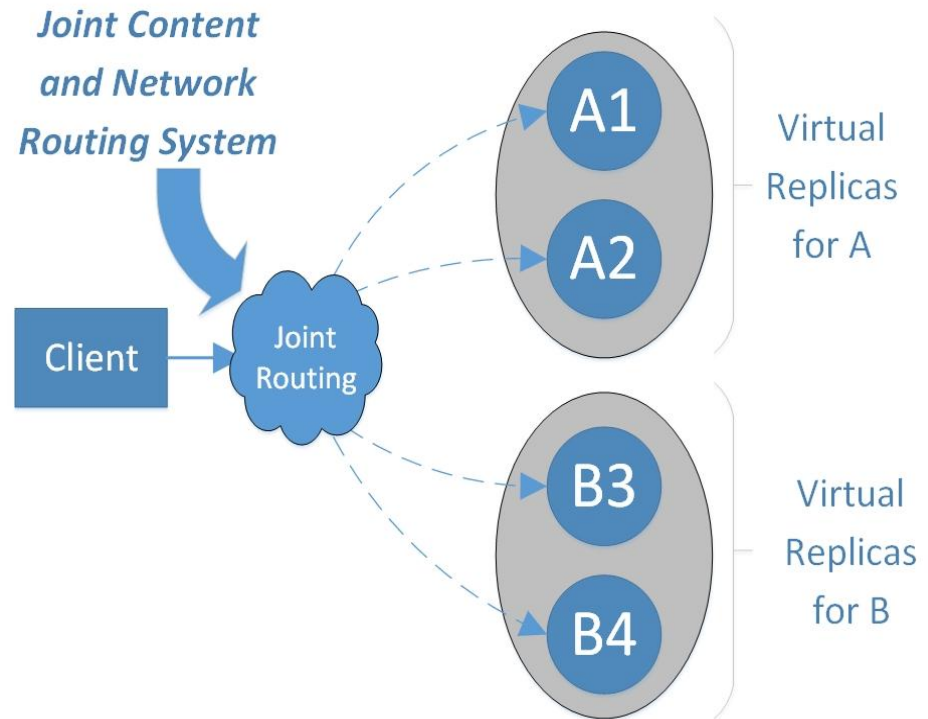 Joint Content
and Network
Routing System
Client
Joint
Routing
A1
A2
Virtual
Replicas
for A
B3
B4
Virtual
Replicas
for B